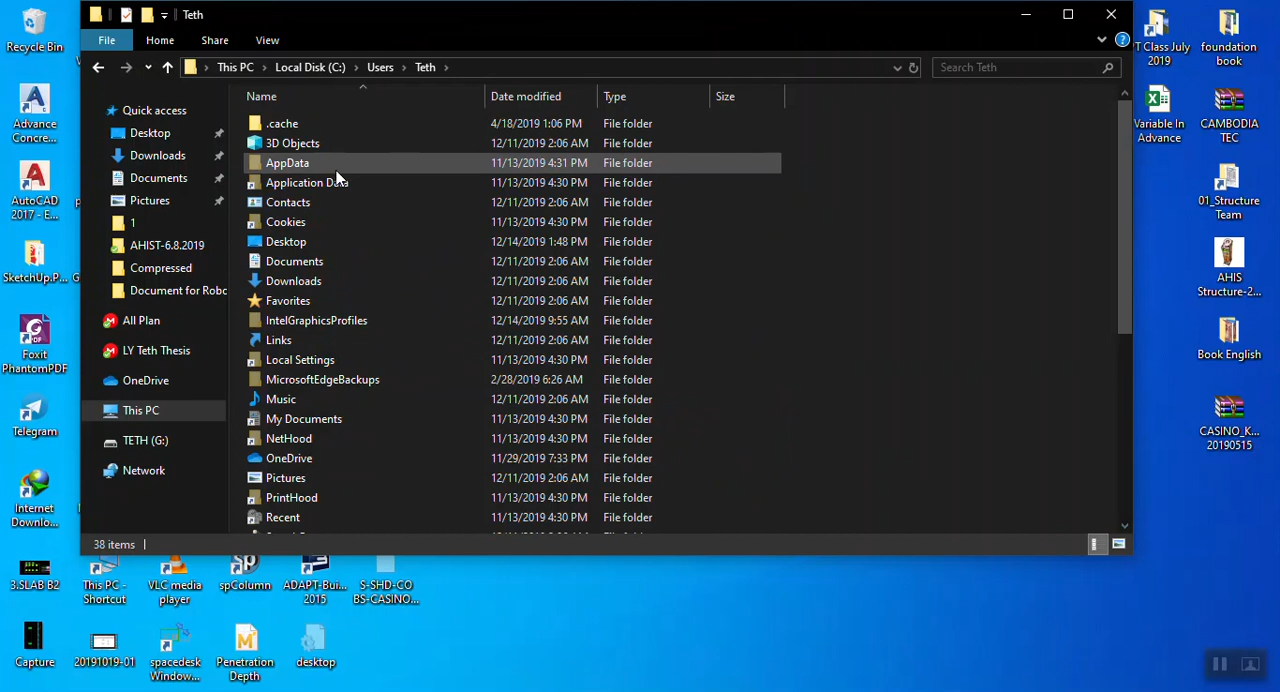 Teth
File
Home
Share
View
This PC
Local Disk (C:)
Users
Teth
Search Teth
Name
Date modified
Type
Size
Quick access
Desktop
Downloads
Documents
Pictures
1
AHIST-6.8.2019
Compressed
Document for Robo
All Plan
LY Teth Thesis
OneDrive
This PC
TETH (G:)
Network
.cache 4/18/2019 1:06 PM File folder
3D Objects 12/11/2019 2:06 AM File folder
AppData 11/13/2019 4:31 PM File folder
Application Data 11/13/2019 4:30 PM File folder
Contacts 12/11/2019 2:06 AM File folder
Cookies 11/13/2019 4:30 PM File folder
Desktop 12/14/2019 1:48 PM File folder
Documents 12/11/2019 2:06 AM File folder
Downloads 12/11/2019 2:06 AM File folder
Favorites 12/11/2019 2:06 AM File folder
IntelGraphicsProfiles 12/14/2019 9:55 AM File folder
Links 12/11/2019 2:06 AM File folder
Local Settings 11/13/2019 4:30 PM File folder
MicrosoftEdgeBackups 2/28/2019 6:26 AM File folder
Music 12/11/2019 2:06 AM File folder
My Documents 11/13/2019 4:30 PM File folder
NetHood 11/13/2019 4:30 PM File folder
OneDrive 11/29/2019 7:33 PM File folder
Pictures 12/11/2019 2:06 AM File folder
PrintHood 11/13/2019 4:30 PM File folder
Recent 11/13/2019 4:30 PM File folder
38 items
Recycle Bin
Advance
Concre...
AutoCAD
2017 - E...
SketchUp.P...
Foxit
PhantomPDF
Telegram
Internet
Downlo...
3.SLAB B2
This PC -
Shortcut
VLC media
player
spColumn
ADAPT-Bui...
2015
S-SHD-CO
BS-CASINO...
Capture
20191019-01
spacedesk
Window...
Penetration
Depth
desktop
T Class July
2019
foundation
book
Variable In
Advance
CAMBODIA
TEC
01_Structure
Team
AHIS
Structure-2...
Book English
CASINO_K...
20190515